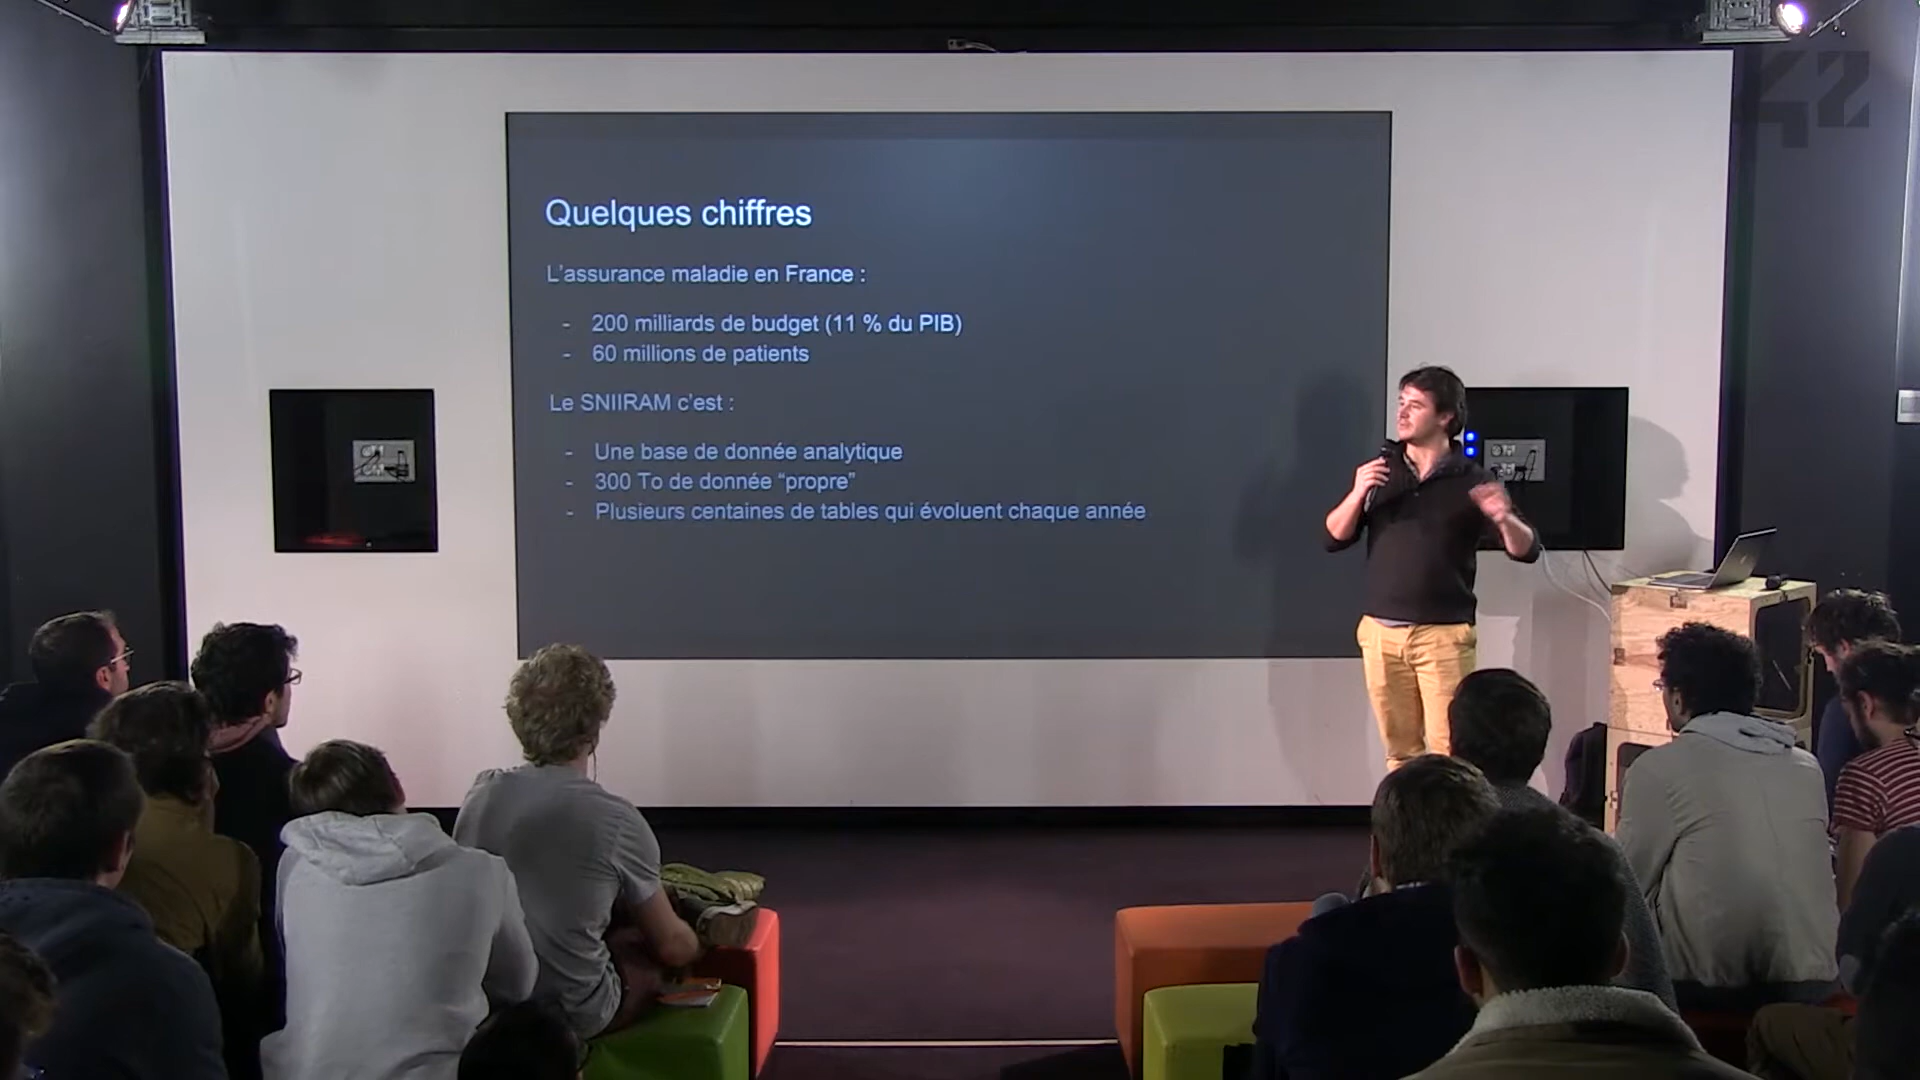 42
Quelques chiffres
L'assurance maladie en France :
- 200 milliards de budget (11 % du PIB)
- 60 millions de patients
Le SNIIRAM c'est :
- Une base de donnée analytique
- 300 To de donnée “propre”
- Plusieurs centaines de tables qui évoluent chaque année